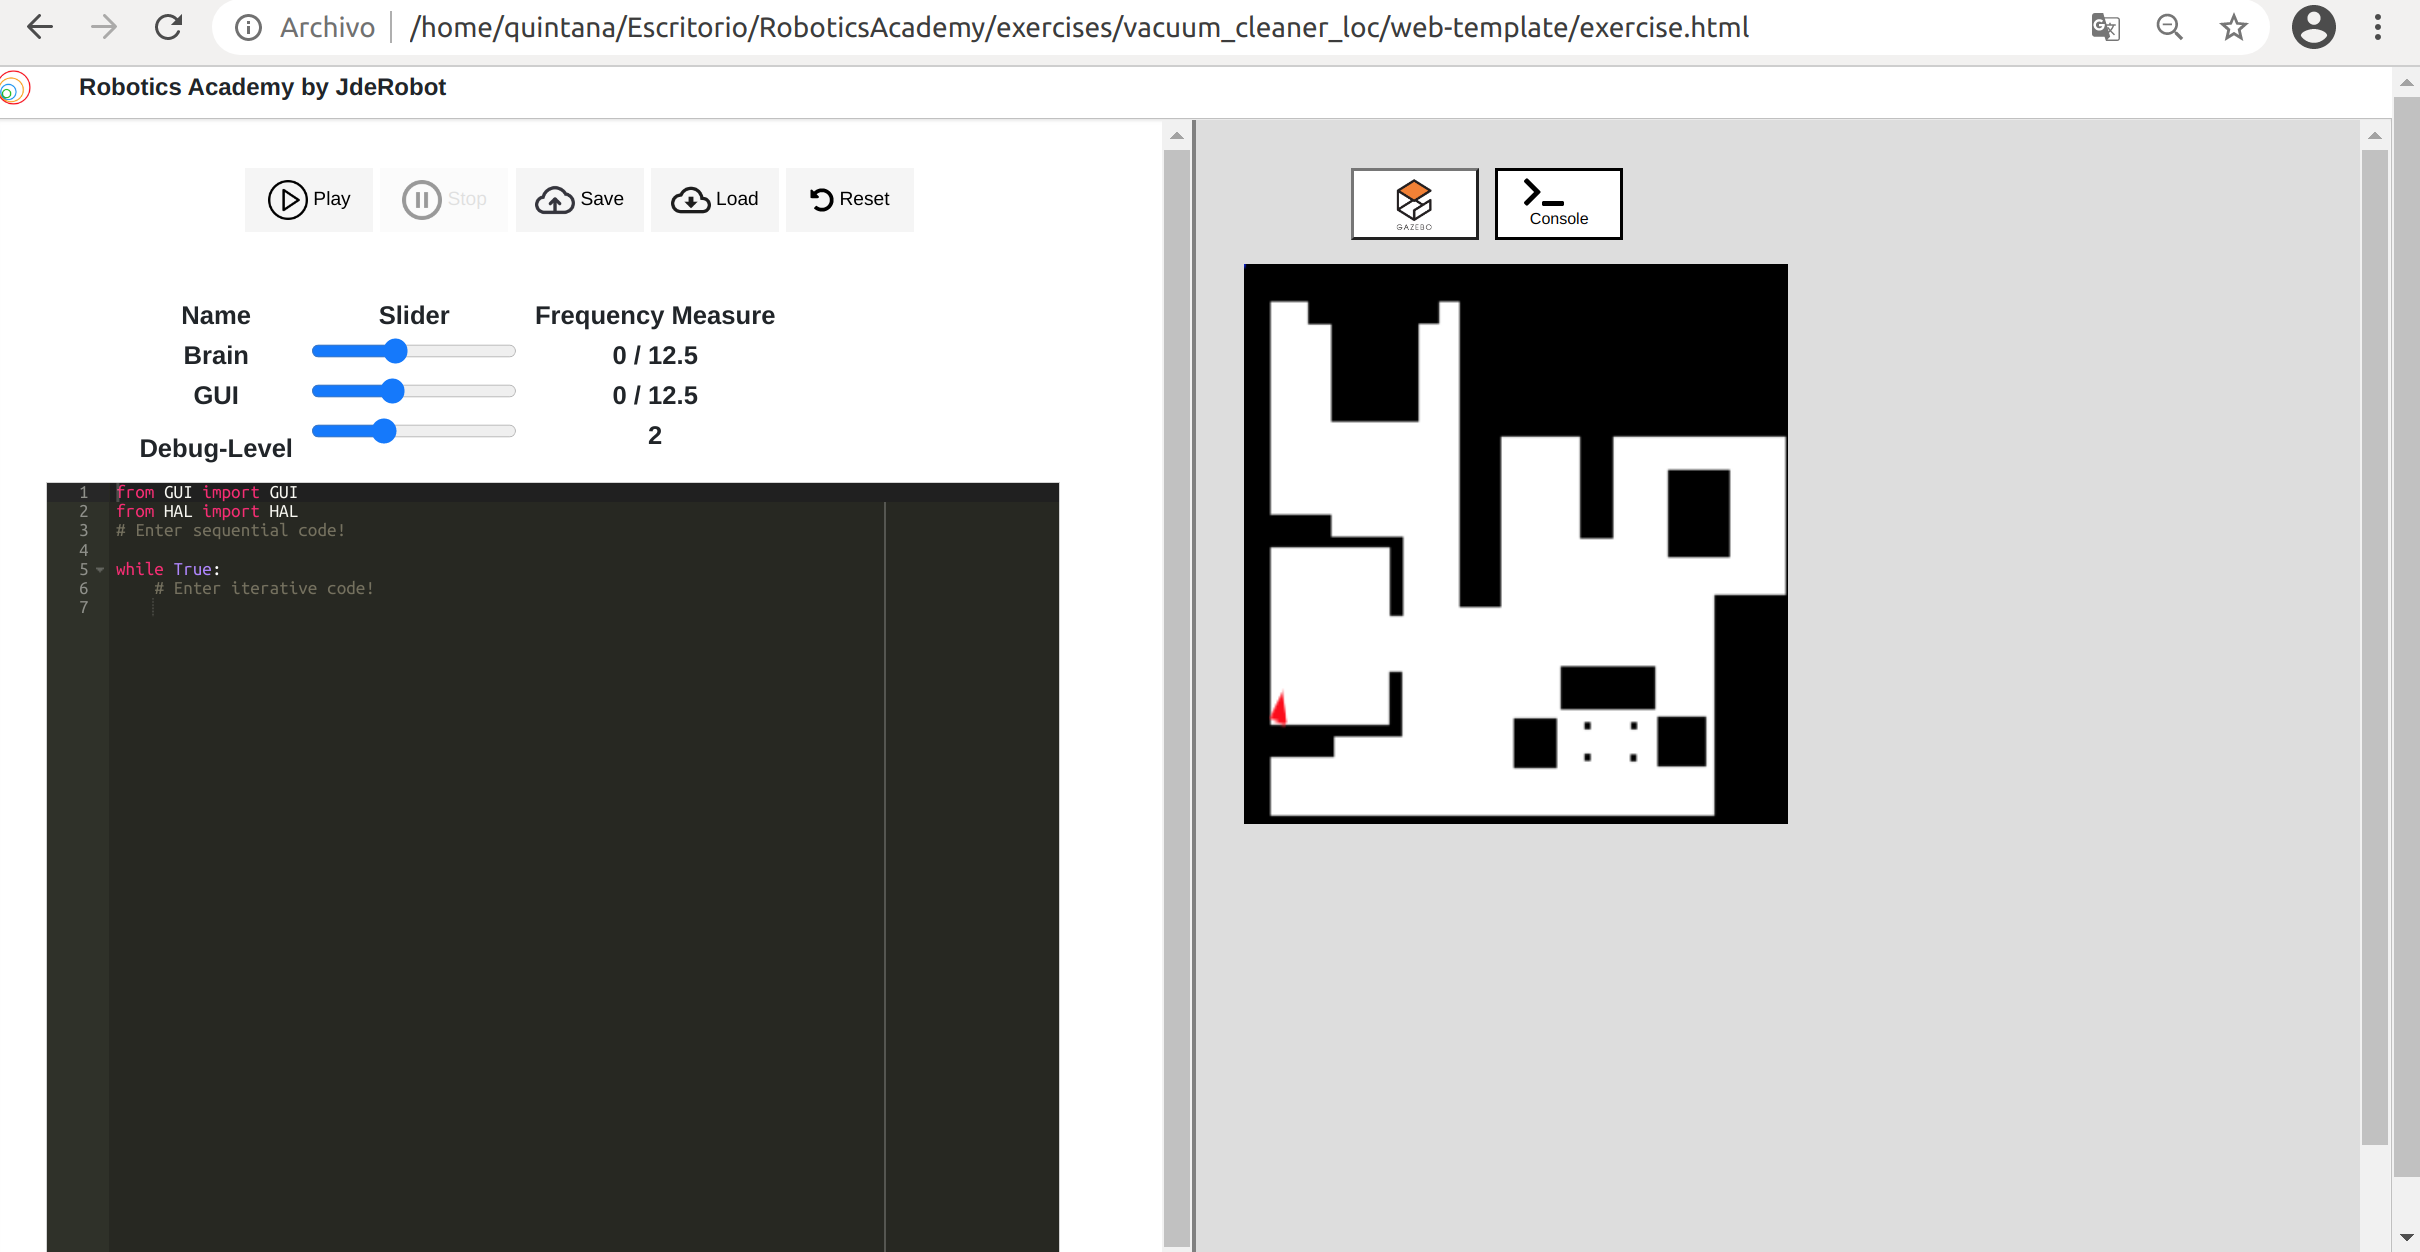 Archivo /home/quintana/Escritorio/RoboticsAcademy/exercises/vacuum_cleaner_loc/web-template/exercise.html
Robotics Academy by JdeRobot
Play Stop Save Load Reset
GAZEBO
Console
Name Slider Frequency Measure
Brain 0 / 12.5
GUI 0 / 12.5
Debug-Level 2
1 from GUI import GUI
2 from HAL import HAL
3 # Enter sequential code!
4
5 while True:
6 # Enter iterative code!
7